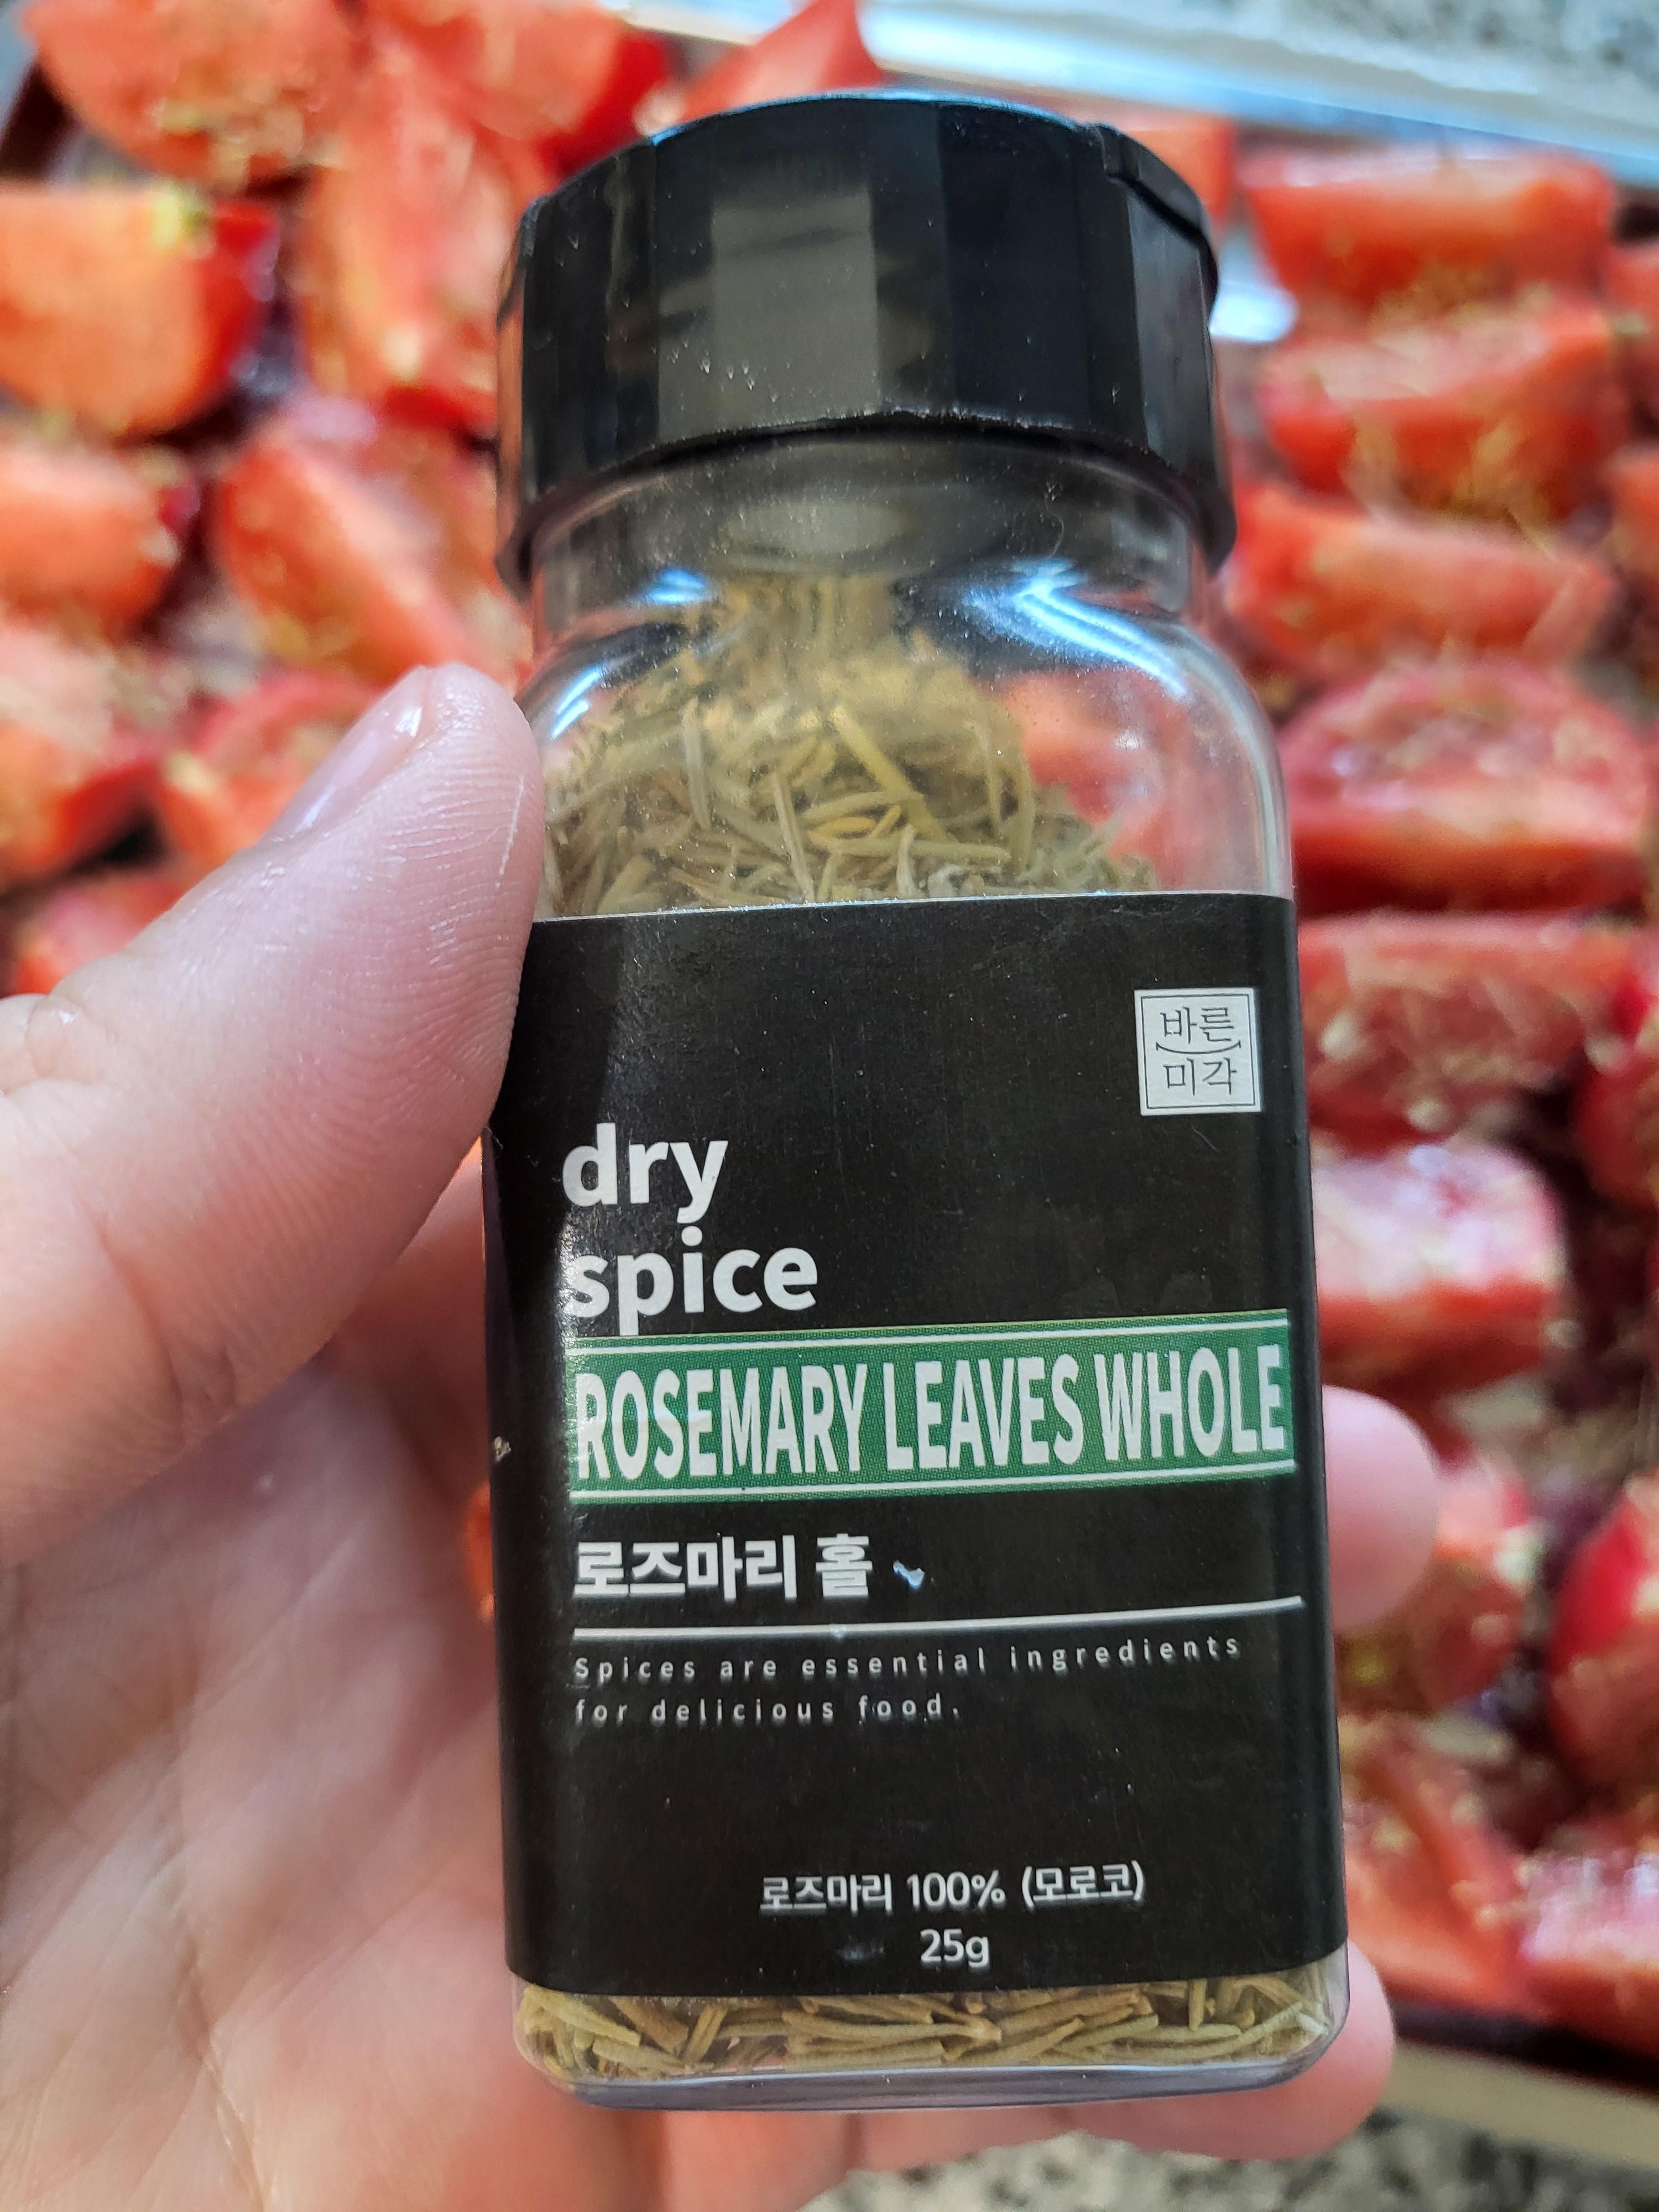 바른
미각
dry
spice
ROSEMARY LEAVES WHOLE
로즈마리 홀
Spices are essential ingredients
for delicious food.
로즈마리 100% (모로코)
25g